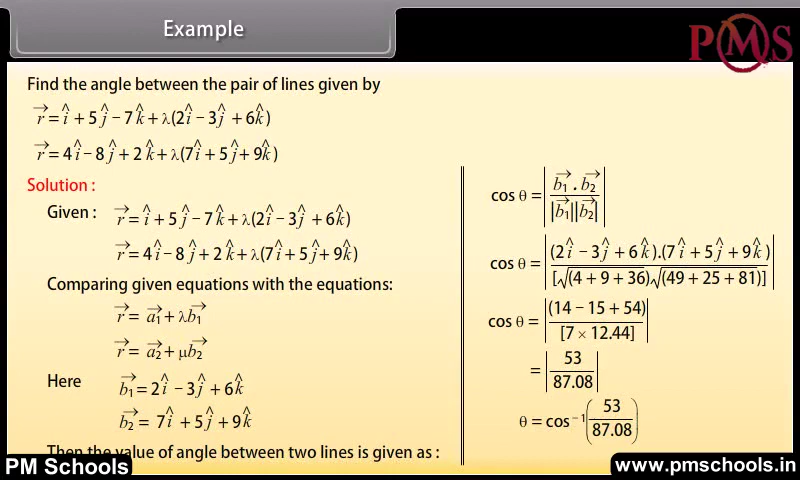 Example
PMS
Find the angle between the pair of lines given by
r⃗ = î + 5ĵ − 7k̂ + λ(2î − 3ĵ + 6k̂)
r⃗ = 4î − 8ĵ + 2k̂ + λ(7î + 5ĵ + 9k̂)
Solution :
Given : r⃗ = î + 5ĵ − 7k̂ + λ(2î − 3ĵ + 6k̂)
r⃗ = 4î − 8ĵ + 2k̂ + λ(7î + 5ĵ + 9k̂)
Comparing given equations with the equations:
r⃗ = a₁⃗ + λb₁⃗
r⃗ = a₂⃗ + μb₂⃗
Here b₁⃗ = 2î − 3ĵ + 6k̂
b₂⃗ = 7î + 5ĵ + 9k̂
Then the value of angle between two lines is given as :
cos θ = |b₁⃗ . b₂⃗ / |b₁⃗||b₂⃗||
cos θ = |(2î − 3ĵ + 6k̂).(7î + 5ĵ + 9k̂) / [√(4 + 9 + 36)√(49 + 25 + 81)]|
cos θ = |(14 − 15 + 54) / [7 × 12.44]|
= |53 / 87.08|
θ = cos⁻¹(53 / 87.08)
PM Schools
www.pmschools.in